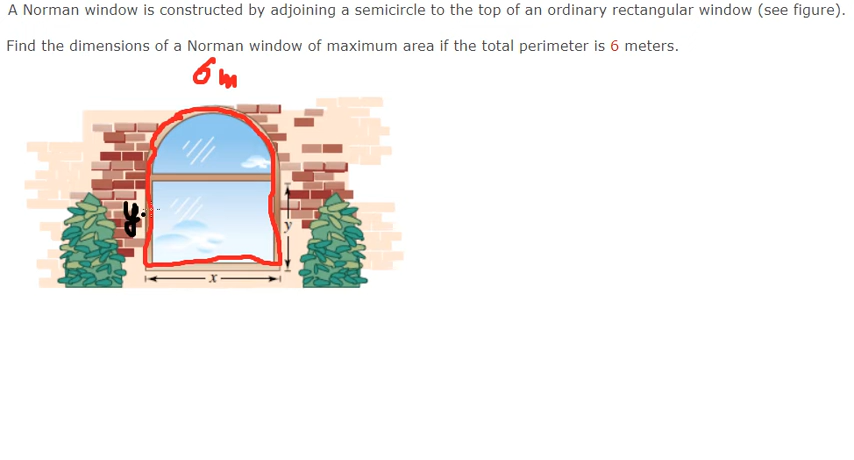 A Norman window is constructed by adjoining a semicircle to the top of an ordinary rectangular window (see figure).
Find the dimensions of a Norman window of maximum area if the total perimeter is 6 meters.
6 m
y
y
x